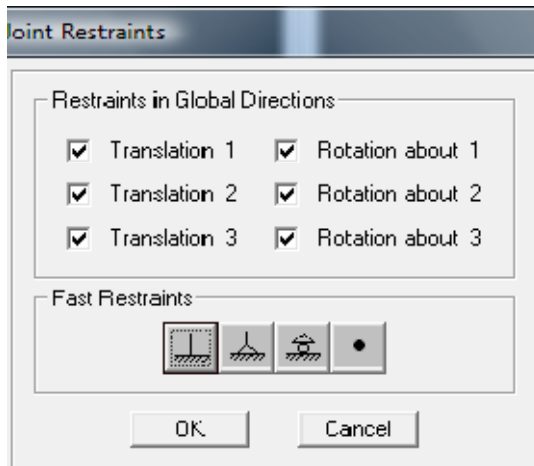 Joint Restraints
Restraints in Global Directions
Translation 1 Rotation about 1
Translation 2 Rotation about 2
Translation 3 Rotation about 3
Fast Restraints
OK Cancel